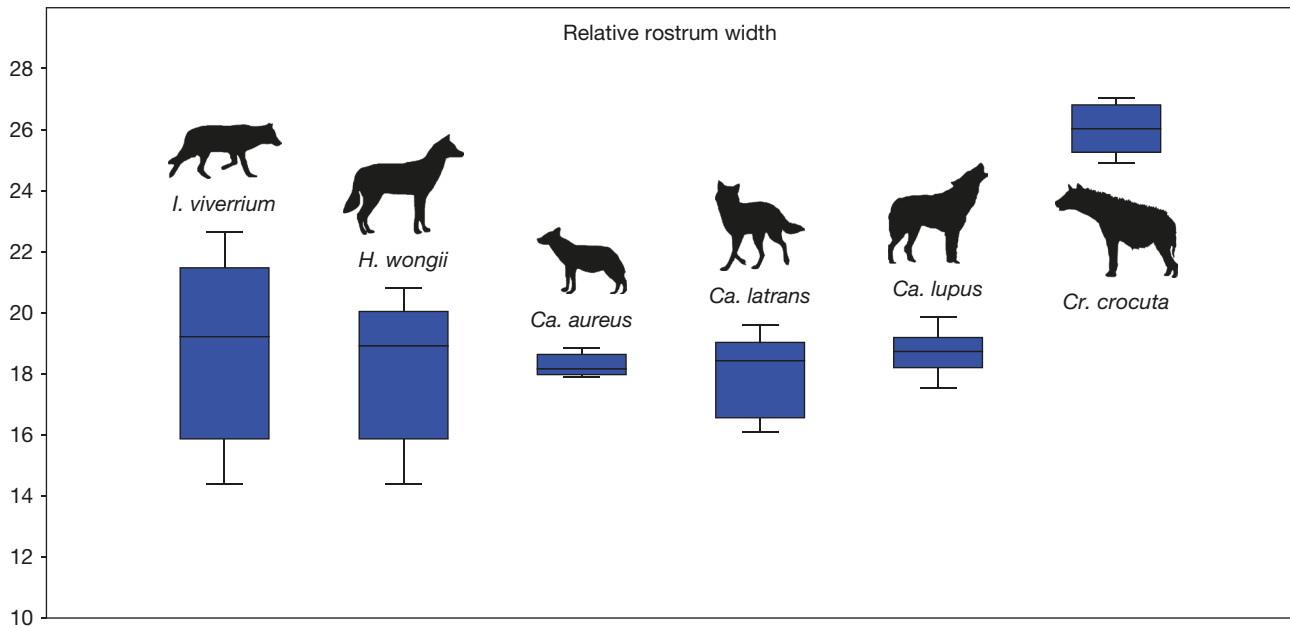 Relative rostrum width
28
26
24
22
20
18
16
14
12
10
I. viverrium
H. wongii
Ca. aureus
Ca. latrans
Ca. lupus
Cr. crocuta